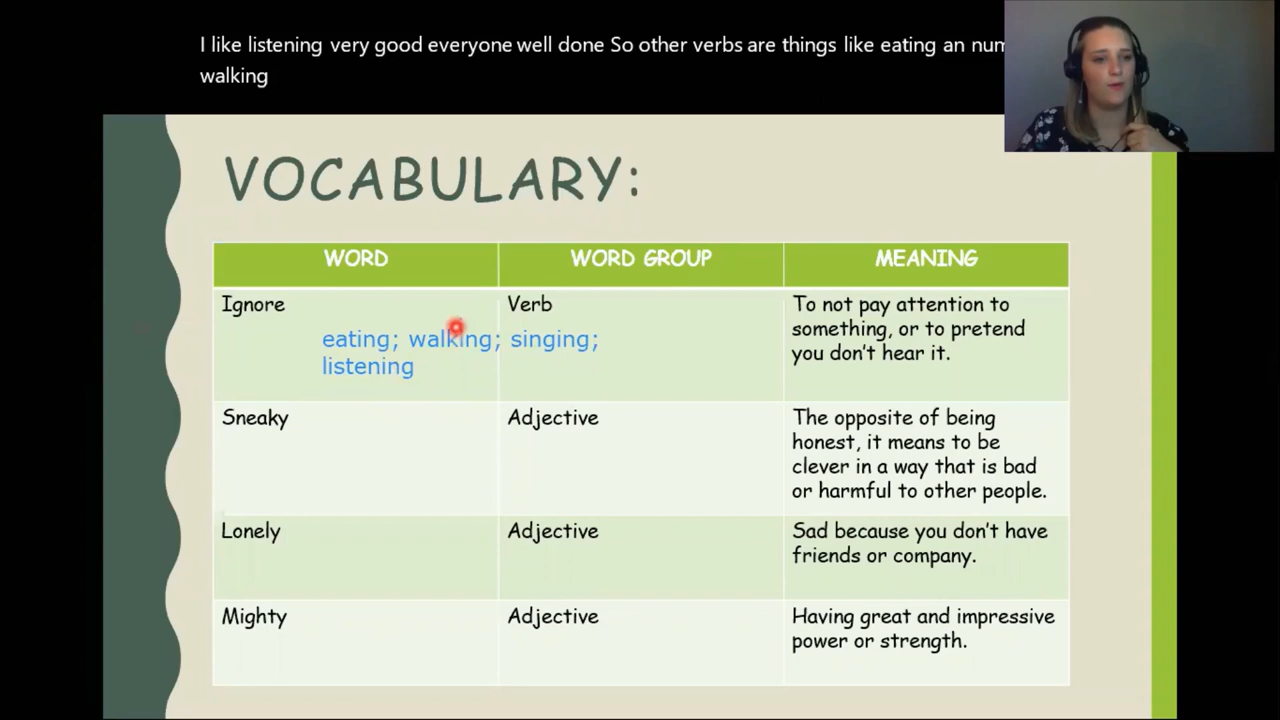 I like listening very good everyone well done So other verbs are things like eating an
walking
VOCABULARY:
WORD WORD GROUP MEANING
Ignore Verb To not pay attention to
something, or to pretend
you don't hear it.
eating; walking; singing;
listening
Sneaky Adjective The opposite of being
honest, it means to be
clever in a way that is bad
or harmful to other people.
Lonely Adjective Sad because you don't have
friends or company.
Mighty Adjective Having great and impressive
power or strength.